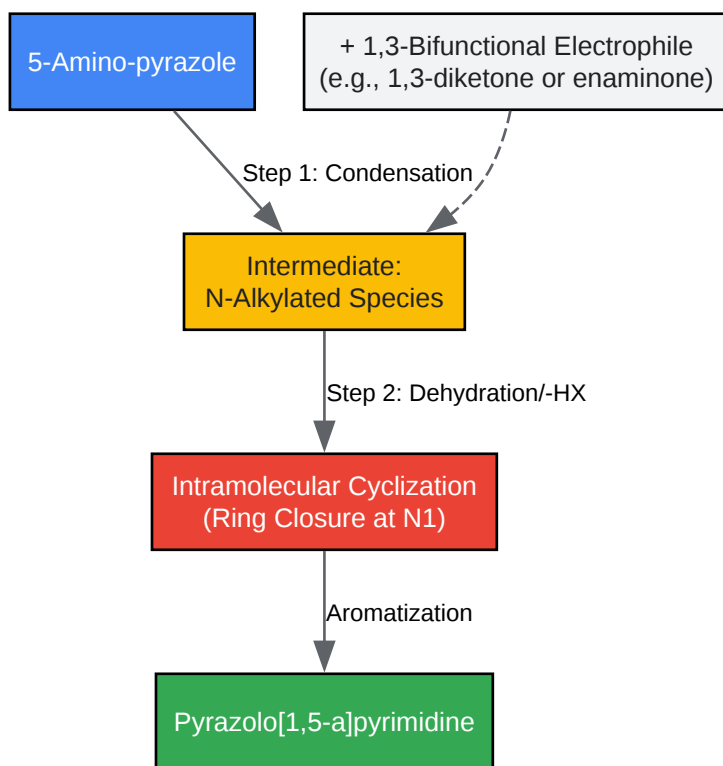 5-Amino-pyrazole
+ 1,3-Bifunctional Electrophile
(e.g., 1,3-diketone or enaminone)
Step 1: Condensation
Intermediate:
N-Alkylated Species
Step 2: Dehydration/-HX
Intramolecular Cyclization
(Ring Closure at N1)
Aromatization
Pyrazolo[1,5-a]pyrimidine